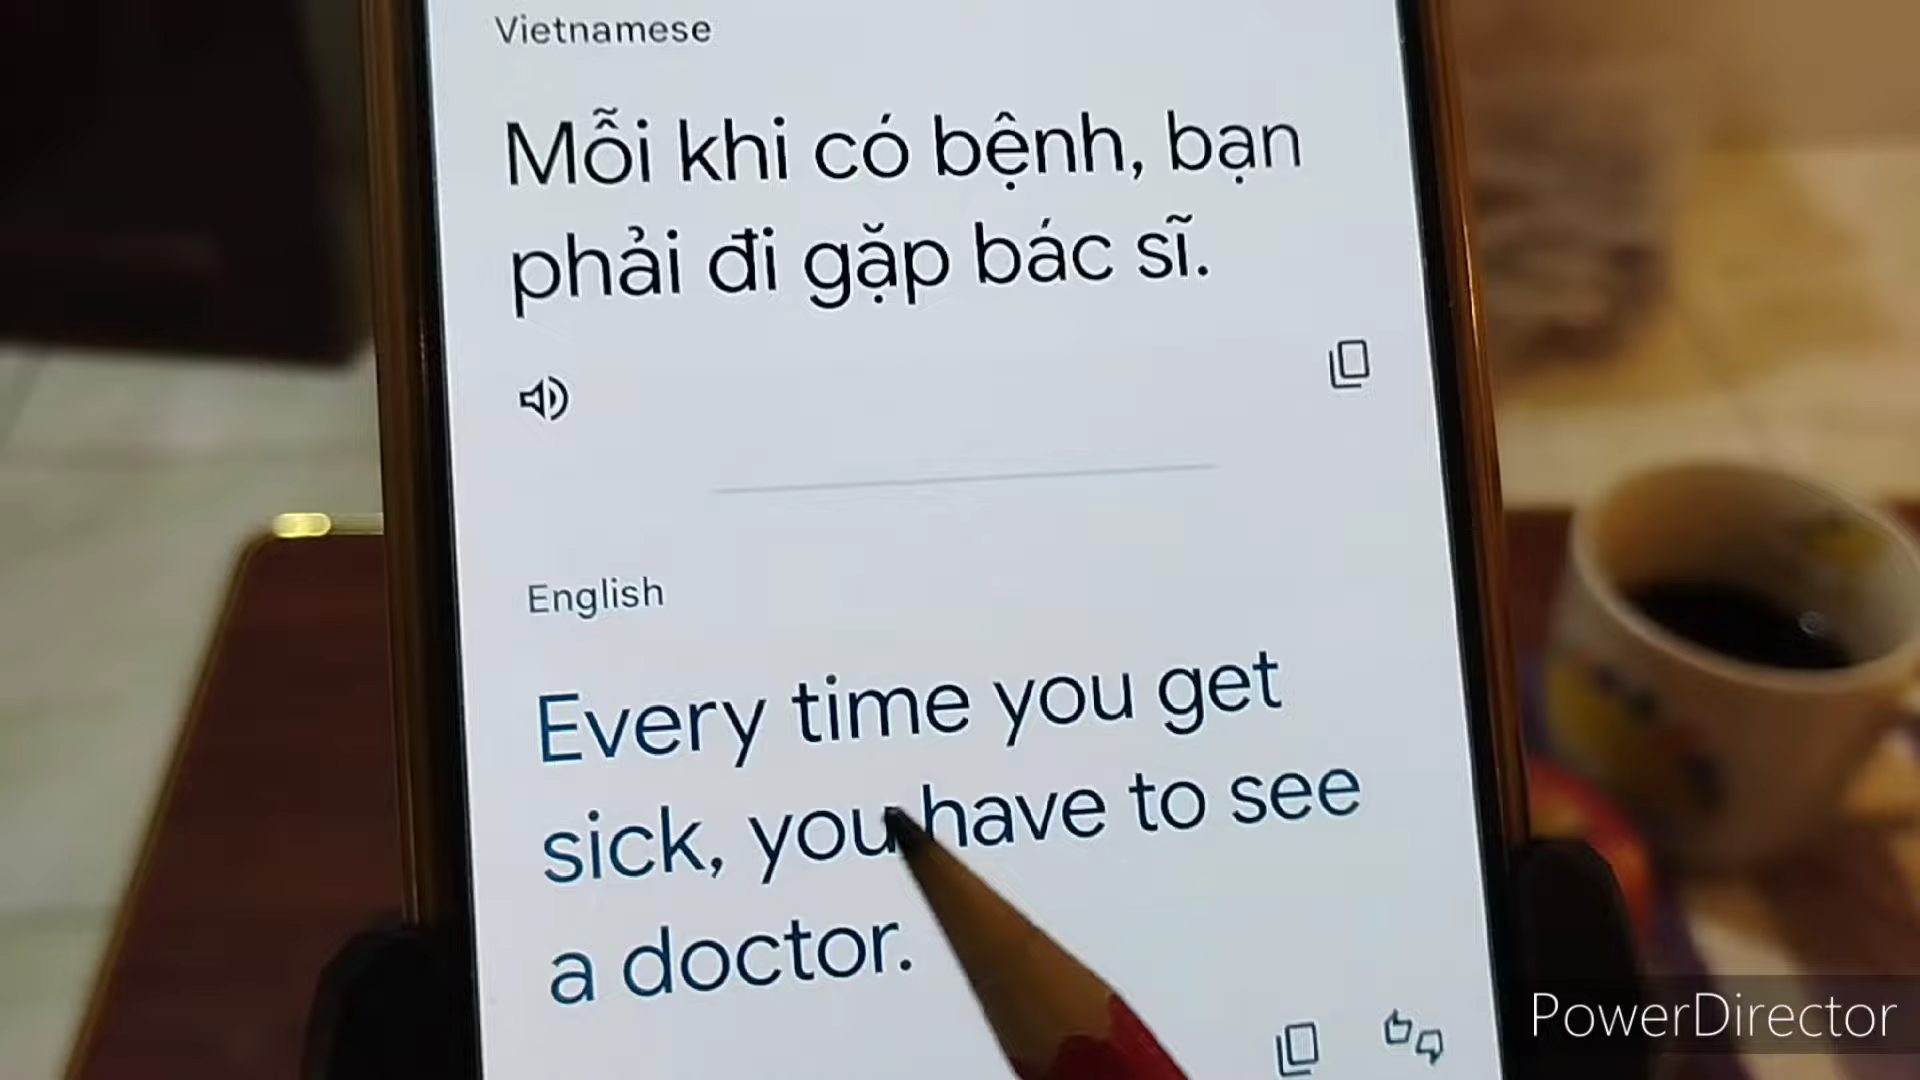 Vietnamese
Mỗi khi có bệnh, bạn
phải đi gặp bác sĩ.
English
Every time you get
sick, you have to see
a doctor.
PowerDirector